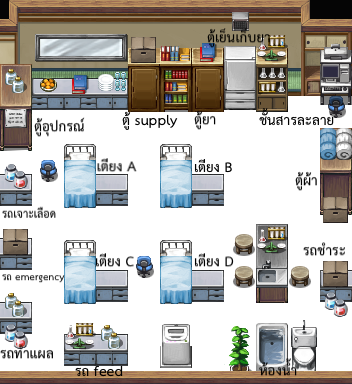 ตู้เย็นเก็บยา
ตู้อุปกรณ์
ตู้ supply
ตู้ยา
ชั้นสารละลาย
เตียง A
เตียง B
ตู้ผ้า
รถเจาะเลือด
รถ emergency
เตียง C
เตียง D
รถชำระ
รถทำแผล
รถ feed
ห้องน้ำ